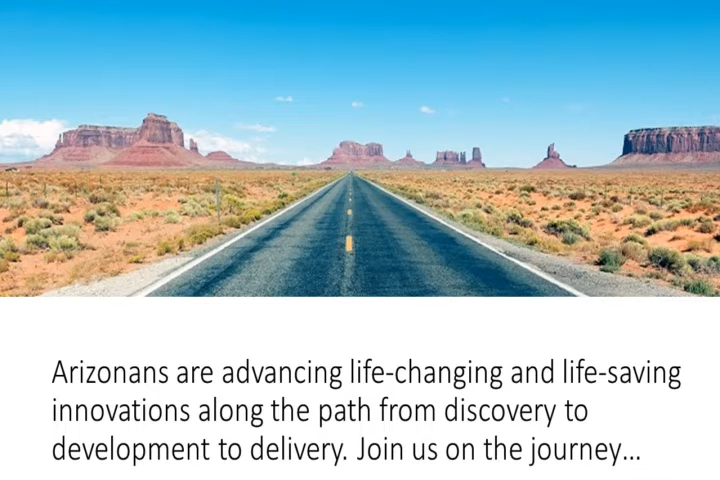 Arizonans are advancing life-changing and life-saving
innovations along the path from discovery to
development to delivery. Join us on the journey...